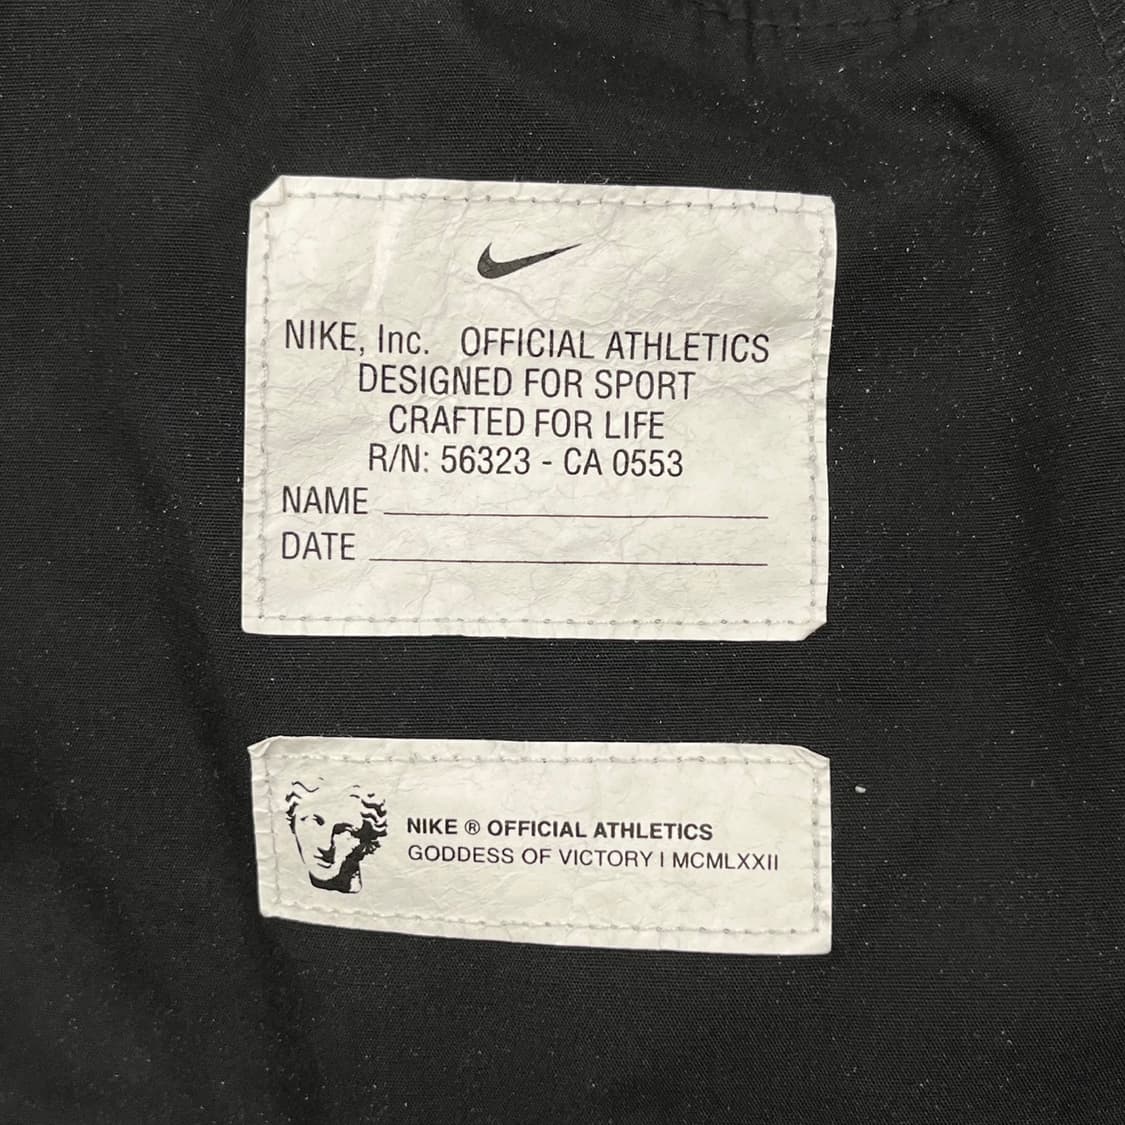 NIKE, Inc. OFFICIAL ATHLETICS
DESIGNED FOR SPORT
CRAFTED FOR LIFE
R/N: 56323 - CA 0553
NAME
DATE
NIKE ® OFFICIAL ATHLETICS
GODDESS OF VICTORY I MCMLXXII